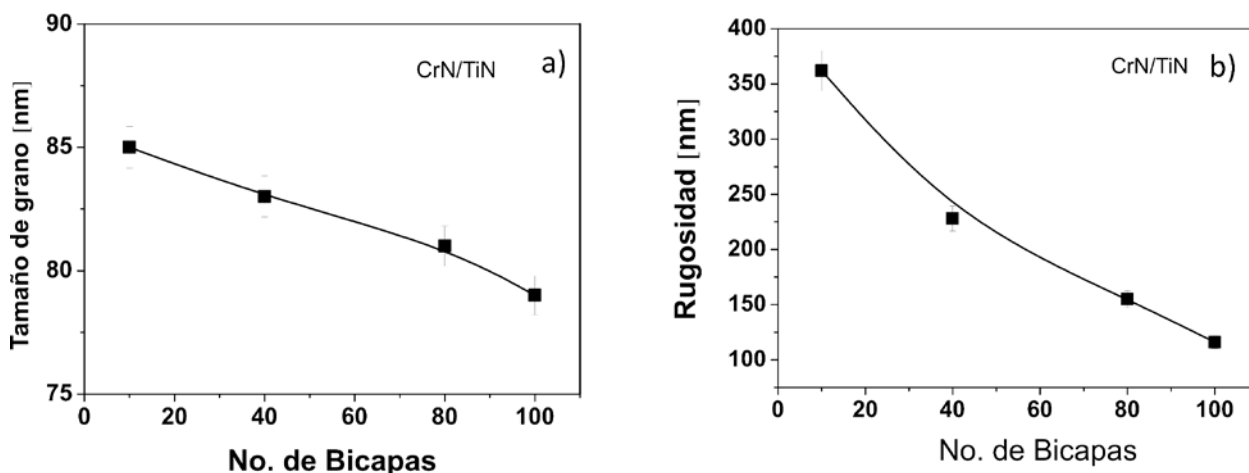 90
85
80
75
Tamaño de grano [nm]
CrN/TiN
a)
0 20 40 60 80 100
No. de Bicapas
400
350
300
250
200
150
100
Rugosidad [nm]
CrN/TiN
b)
0 20 40 60 80 100
No. de Bicapas